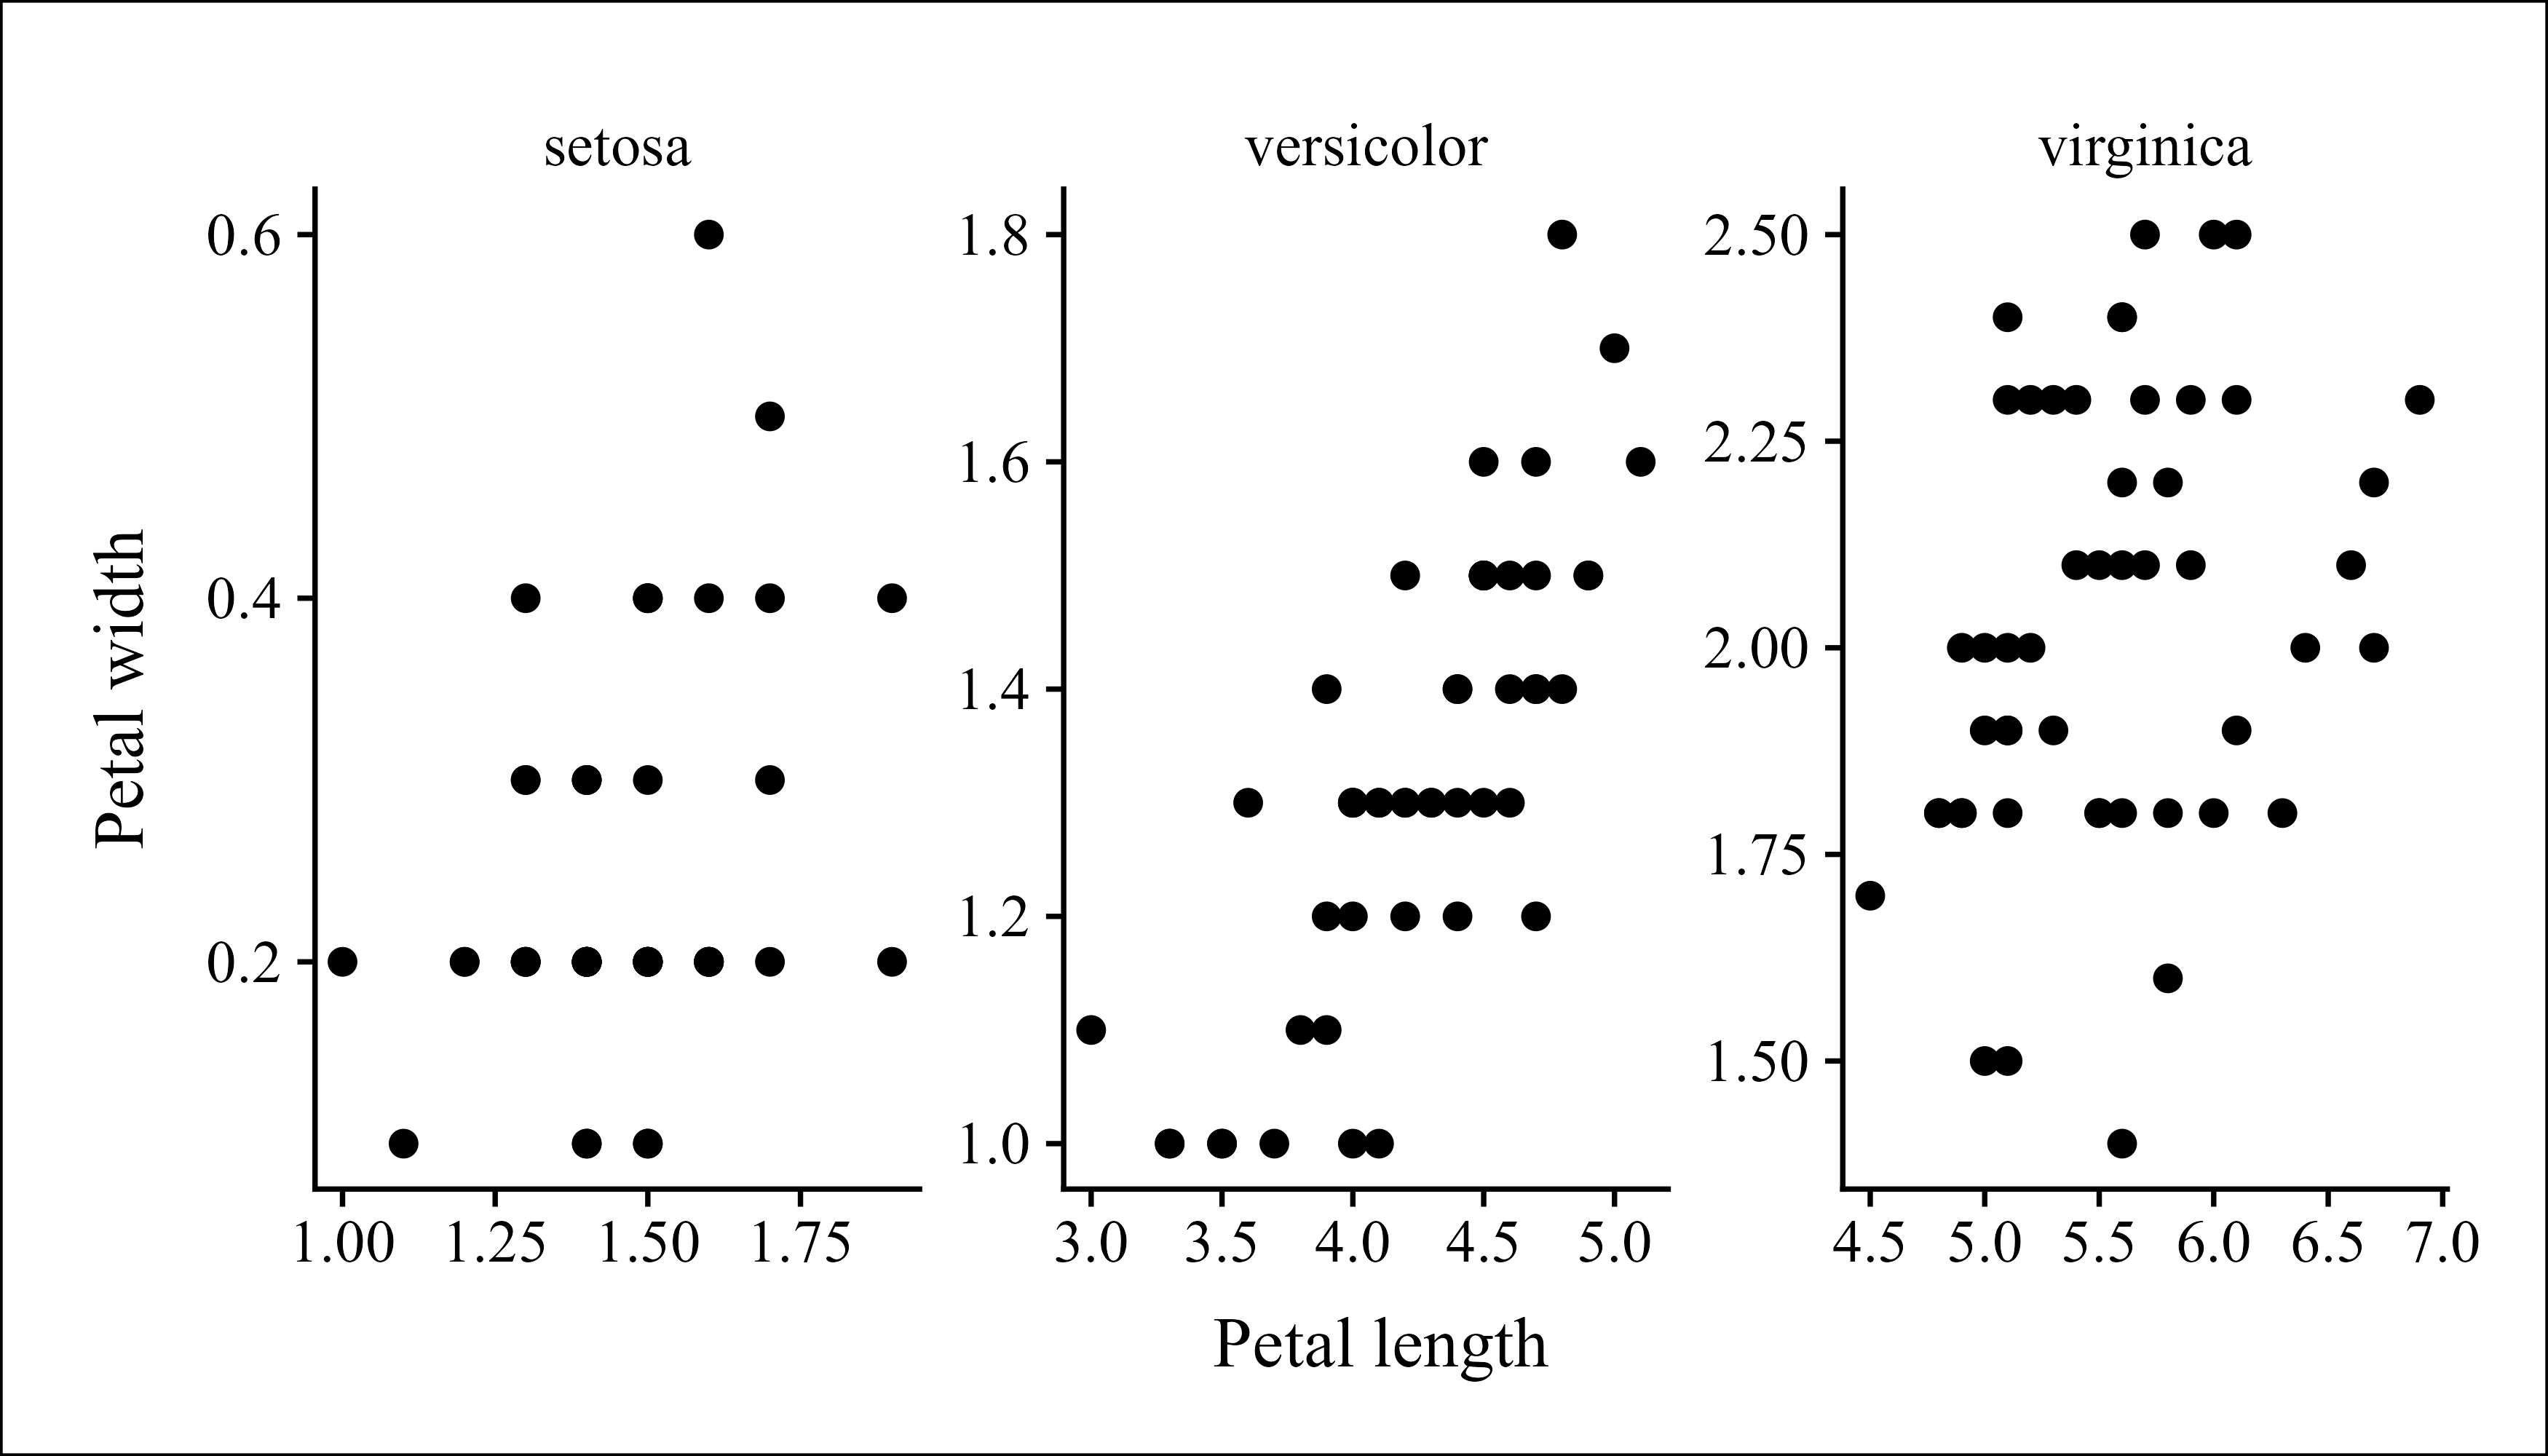 setosa versicolor virginica
0.6
0.4
0.2
1.8
1.6
1.4
1.2
1.0
2.50
2.25
2.00
1.75
1.50
Petal width
1.00 1.25 1.50 1.75
3.0 3.5 4.0 4.5 5.0
4.5 5.0 5.5 6.0 6.5 7.0
Petal length